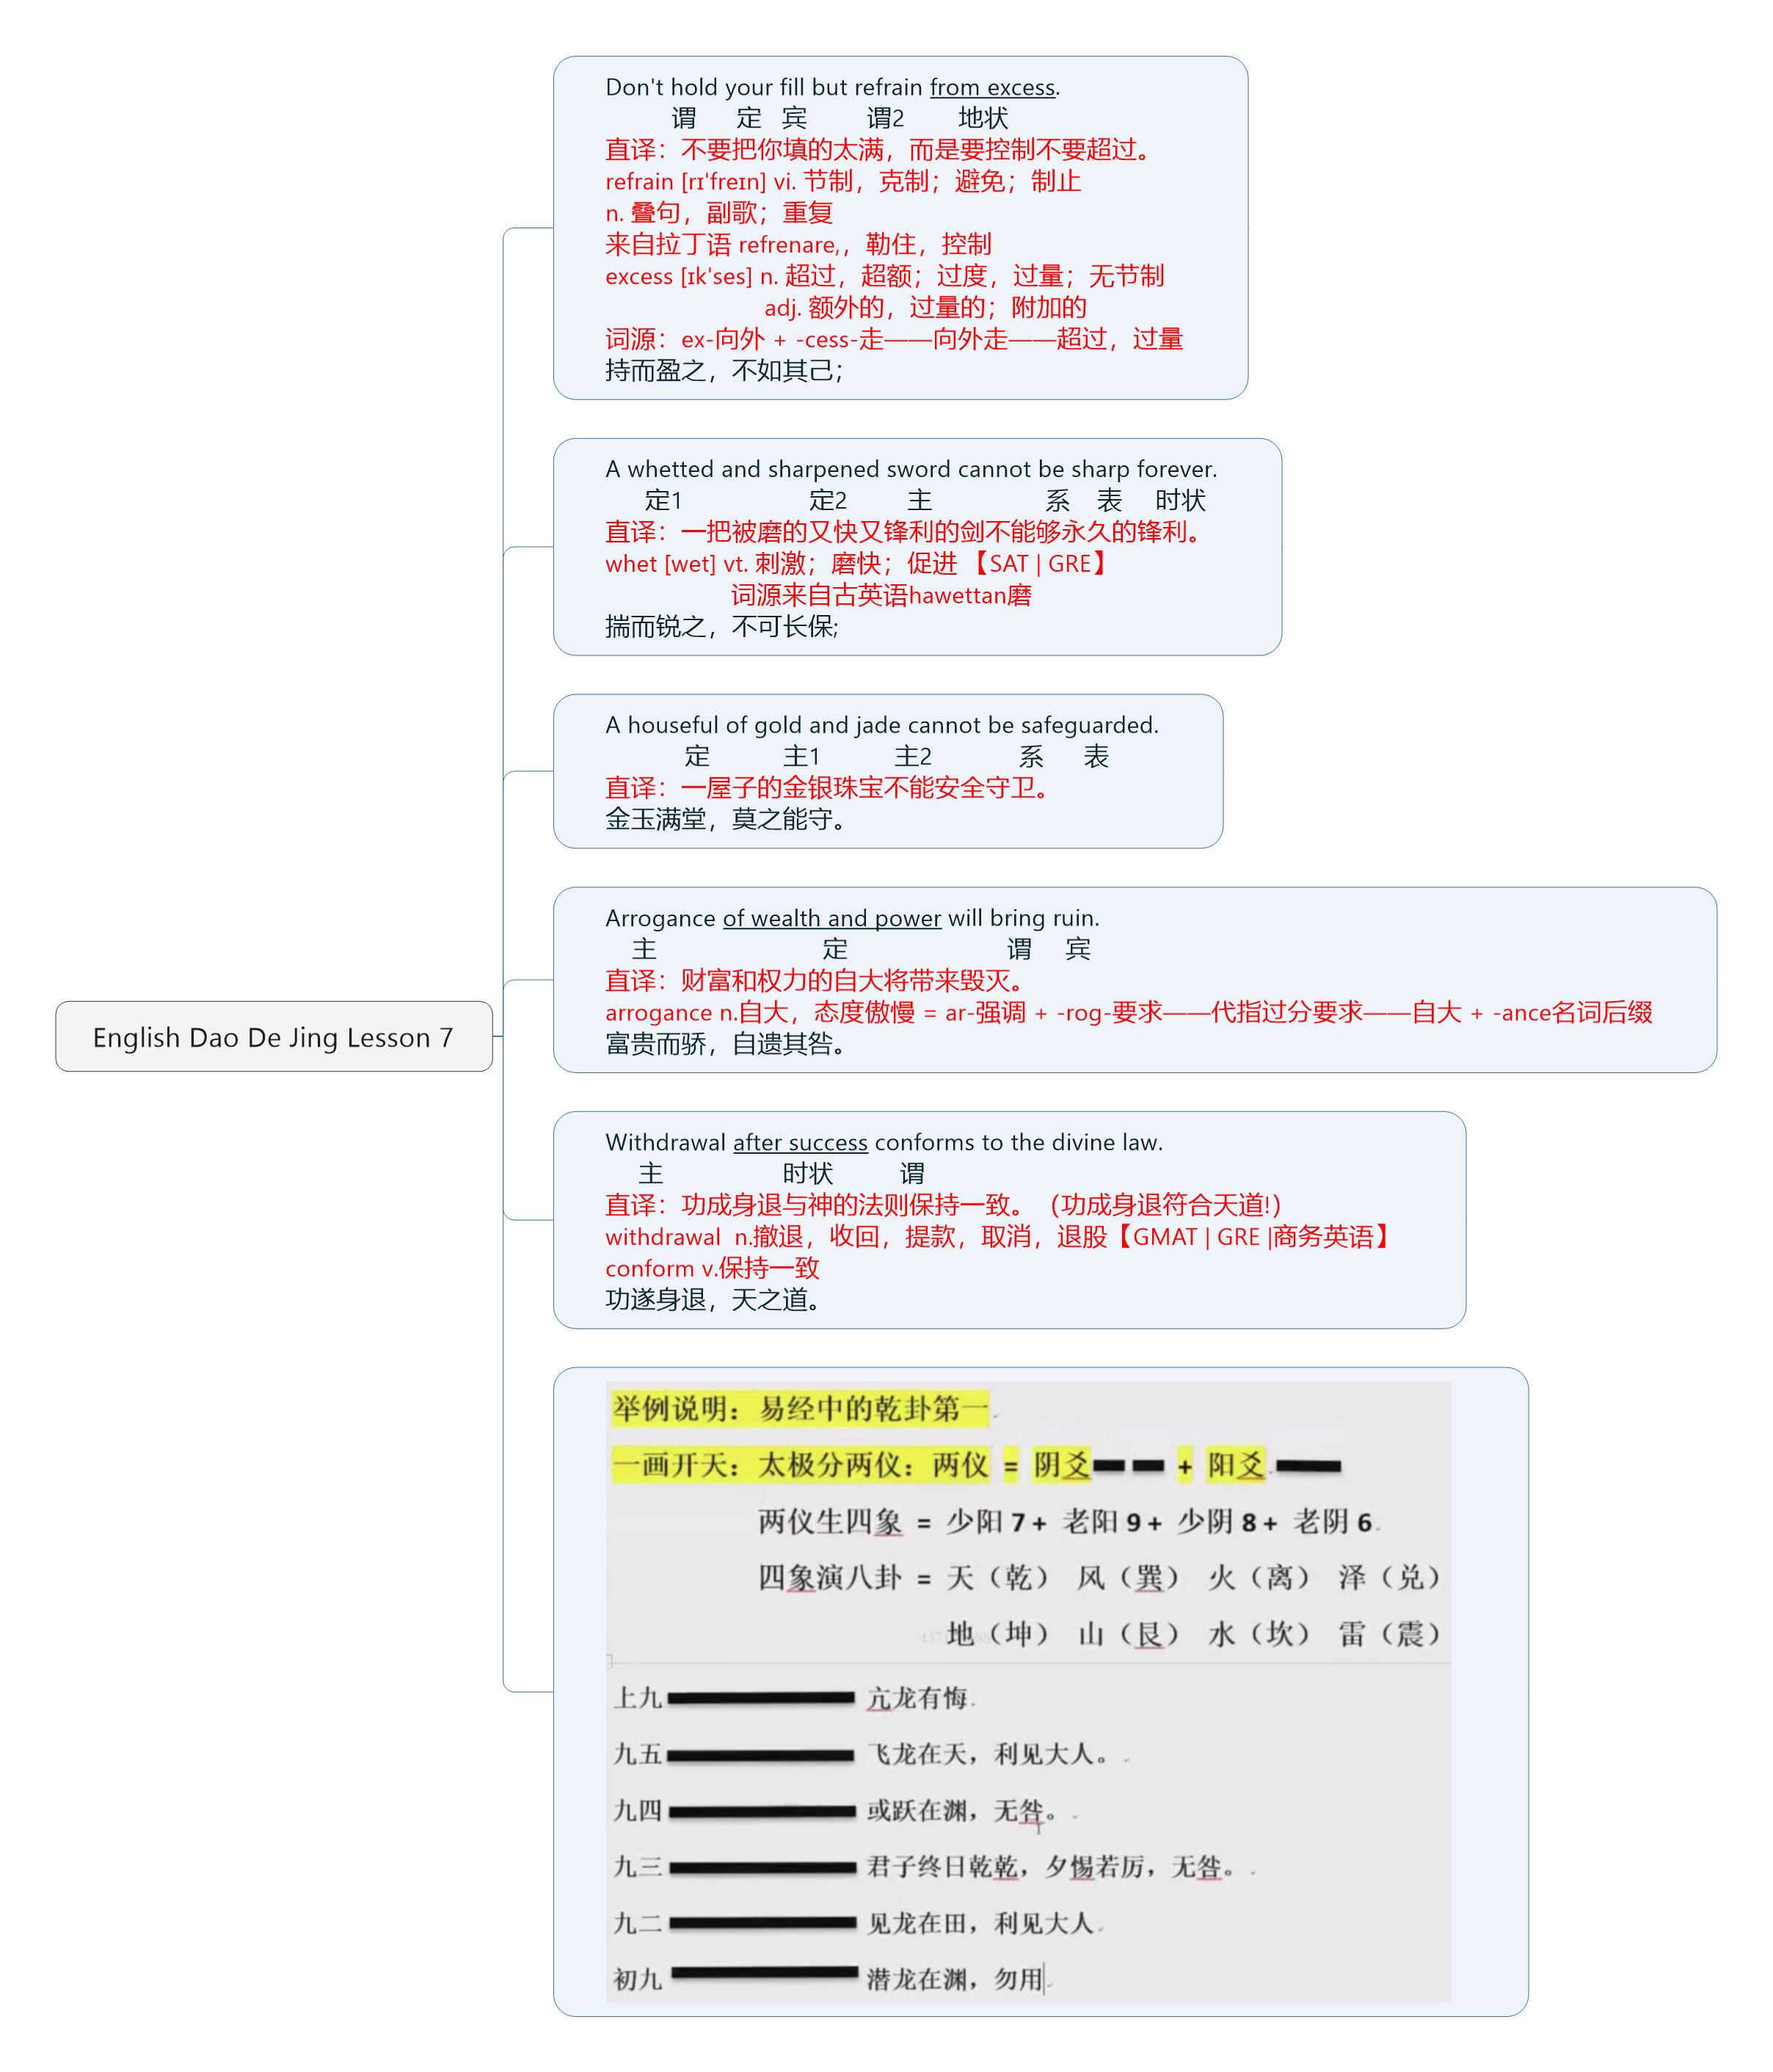 English Dao De Jing Lesson 7
Don't hold your fill but refrain from excess.
谓 定 宾 谓2 地状
直译：不要把你填的太满，而是要控制不要超过。
refrain [rɪ'freɪn] vi. 节制，克制；避免；制止
n. 叠句，副歌；重复
来自拉丁语 refrenare,，勒住，控制
excess [ɪk'ses] n. 超过，超额；过度，过量；无节制
adj. 额外的，过量的；附加的
词源：ex-向外 + -cess-走——向外走——超过，过量
持而盈之，不如其己；
A whetted and sharpened sword cannot be sharp forever.
定1 定2 主 系 表 时状
直译：一把被磨的又快又锋利的剑不能够永久的锋利。
whet [wet] vt. 刺激；磨快；促进 【SAT | GRE】
词源来自古英语hawettan磨
揣而锐之，不可长保;
A houseful of gold and jade cannot be safeguarded.
定 主1 主2 系 表
直译：一屋子的金银珠宝不能安全守卫。
金玉满堂，莫之能守。
Arrogance of wealth and power will bring ruin.
主 定 谓 宾
直译：财富和权力的自大将带来毁灭。
arrogance n.自大，态度傲慢 = ar-强调 + -rog-要求——代指过分要求——自大 + -ance名词后缀
富贵而骄，自遗其咎。
Withdrawal after success conforms to the divine law.
主 时状 谓
直译：功成身退与神的法则保持一致。（功成身退符合天道!）
withdrawal n.撤退，收回，提款，取消，退股【GMAT | GRE |商务英语】
conform v.保持一致
功遂身退，天之道。
举例说明：易经中的乾卦第一
一画开天：太极分两仪：两仪 = 阴爻 + 阳爻
两仪生四象 = 少阳 7 + 老阳 9 + 少阴 8 + 老阴 6
四象演八卦 = 天（乾） 风（巽） 火（离） 泽（兑）
地（坤） 山（艮） 水（坎） 雷（震）
上九 亢龙有悔
九五 飞龙在天，利见大人。
九四 或跃在渊，无咎。
九三 君子终日乾乾，夕惕若厉，无咎。
九二 见龙在田，利见大人
初九 潜龙在渊，勿用